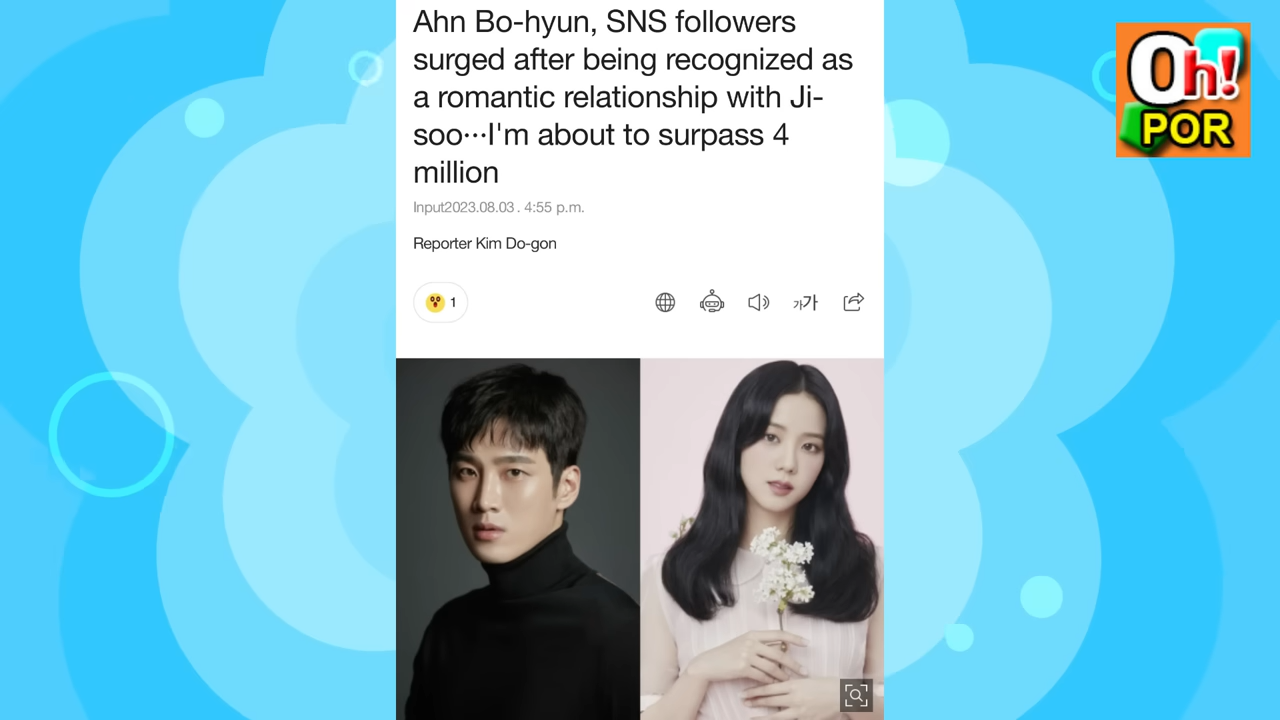 Ahn Bo-hyun, SNS followers
surged after being recognized as
a romantic relationship with Ji-
soo···I'm about to surpass 4
million
Input2023.08.03. 4:55 p.m.
Reporter Kim Do-gon
1
가가
Oh!
POR